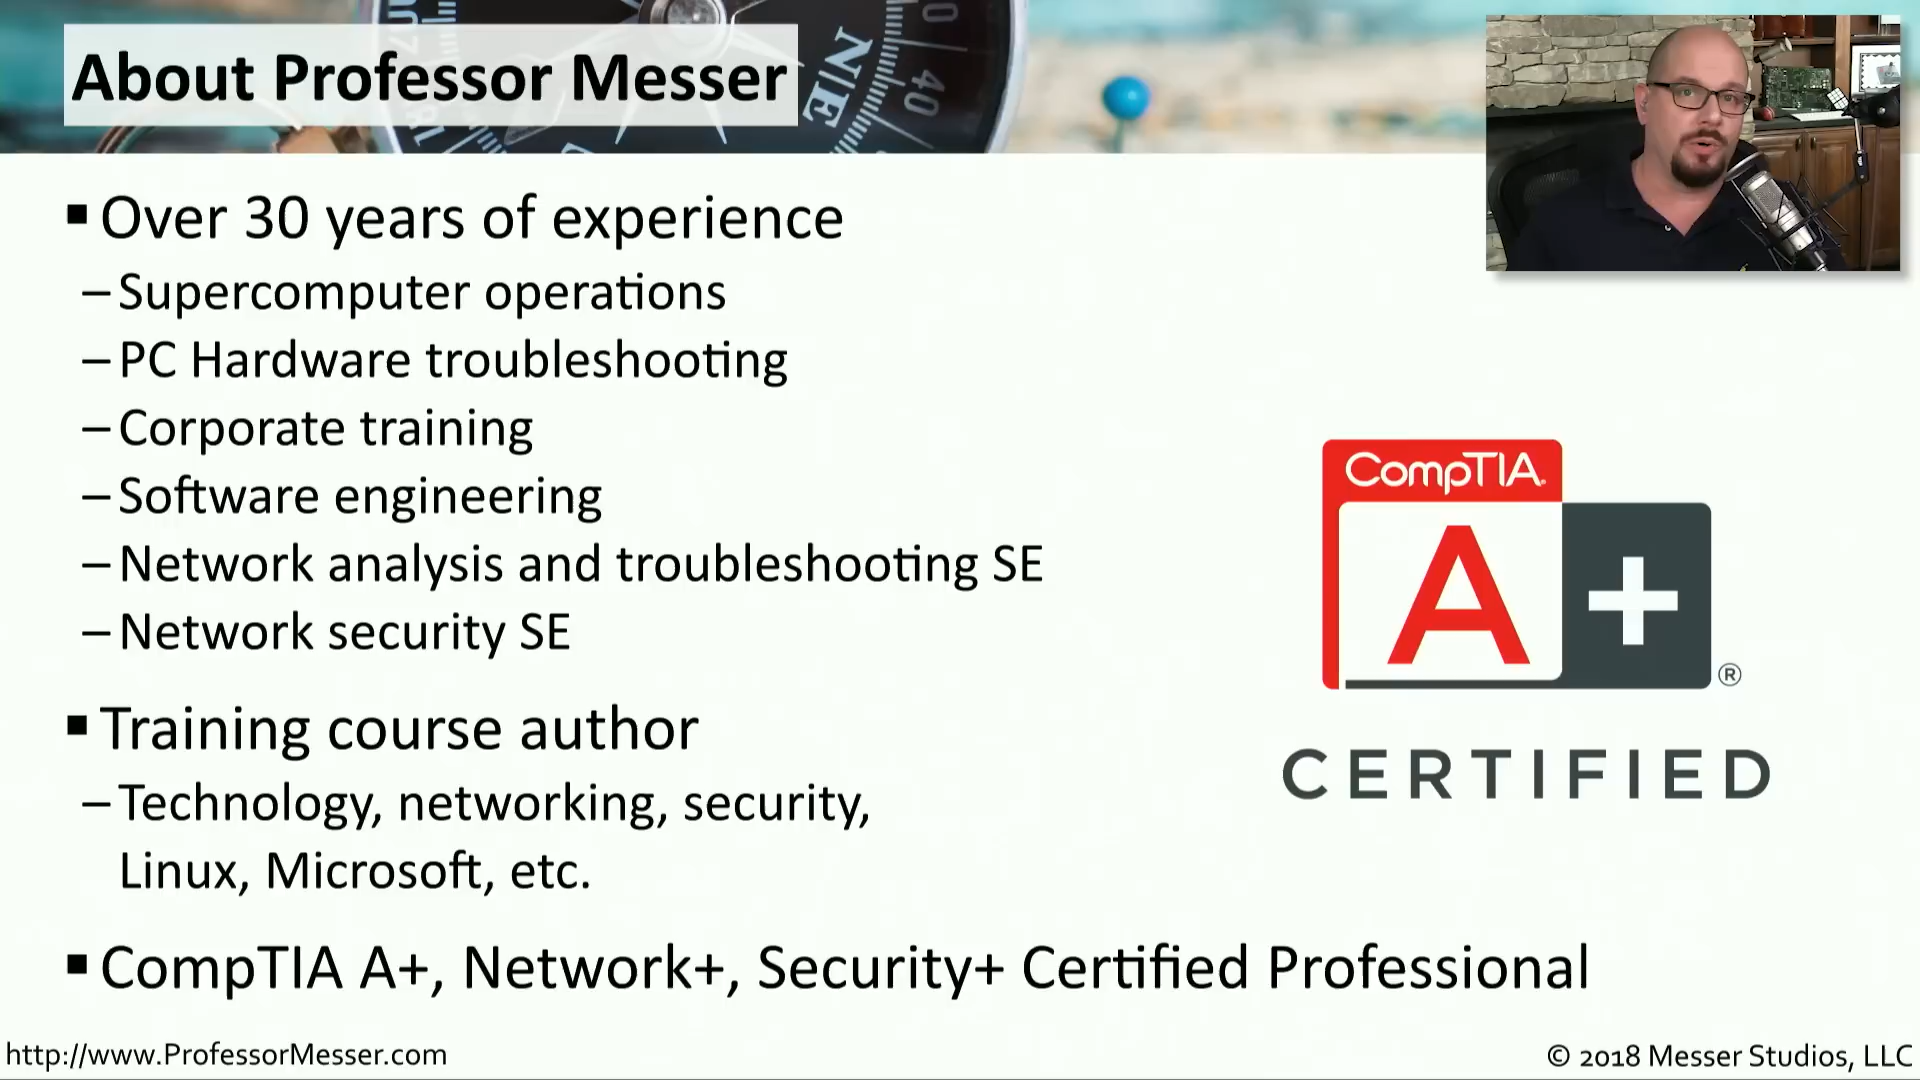 About Professor Messer
NE
40
▪ Over 30 years of experience
– Supercomputer operations
– PC Hardware troubleshooting
– Corporate training
– Software engineering
– Network analysis and troubleshooting SE
– Network security SE
▪ Training course author
– Technology, networking, security,
Linux, Microsoft, etc.
▪ CompTIA A+, Network+, Security+ Certified Professional
CompTIA.
A+
®
CERTIFIED
http://www.ProfessorMesser.com
© 2018 Messer Studios, LLC